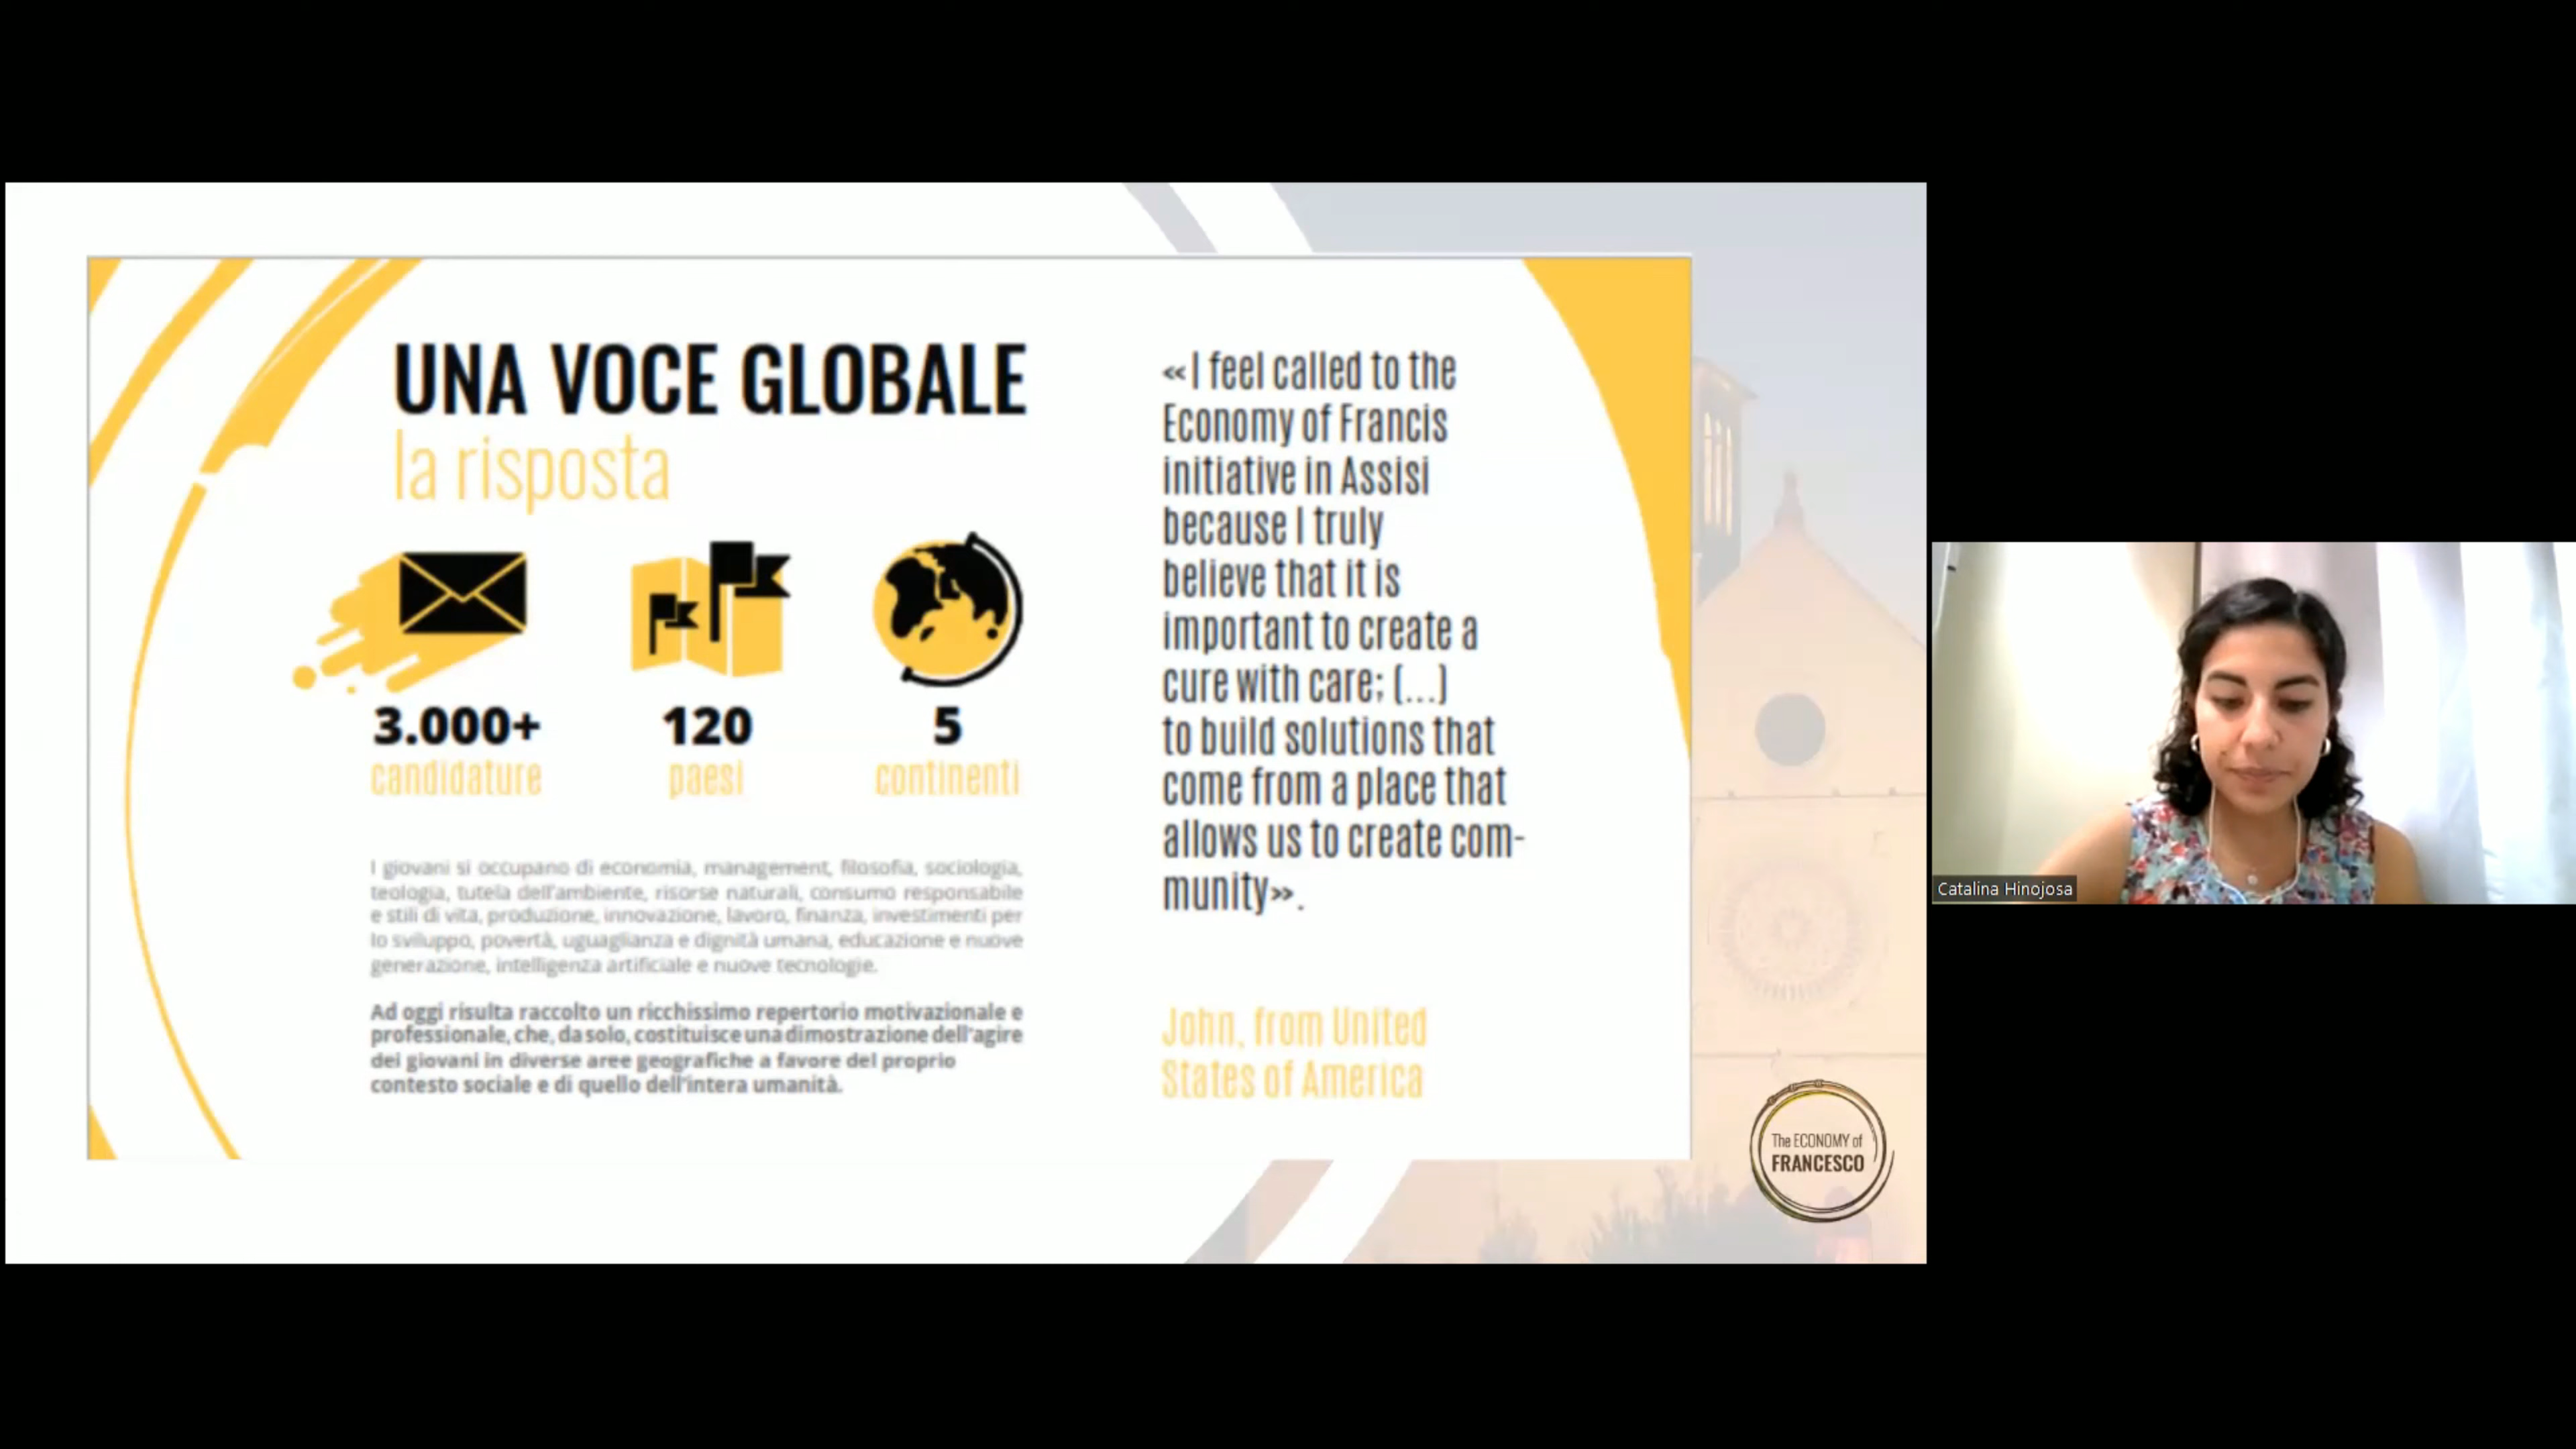 UNA VOCE GLOBALE
la risposta
3.000+
candidature
120
paesi
5
continenti
I giovani si occupano di economia, management, filosofia, sociologia,
teologia, tutela dell'ambiente, risorse naturali, consumo responsabile
e stili di vita, produzione, innovazione, lavoro, finanza, investimenti per
lo sviluppo, povertà, uguaglianza e dignità umana, educazione e nuove
generazione, intelligenza artificiale e nuove tecnologie.
Ad oggi risulta raccolto un ricchissimo repertorio motivazionale e
professionale, che, da solo, costituisce una dimostrazione dell'agire
dei giovani in diverse aree geografiche a favore del proprio
contesto sociale e di quello dell'intera umanità.
«I feel called to the
Economy of Francis
initiative in Assisi
because I truly
believe that it is
important to create a
cure with care; (...)
to build solutions that
come from a place that
allows us to create com-
munity».
John, from United
States of America
The ECONOMY of
FRANCESCO
Catalina Hinojosa